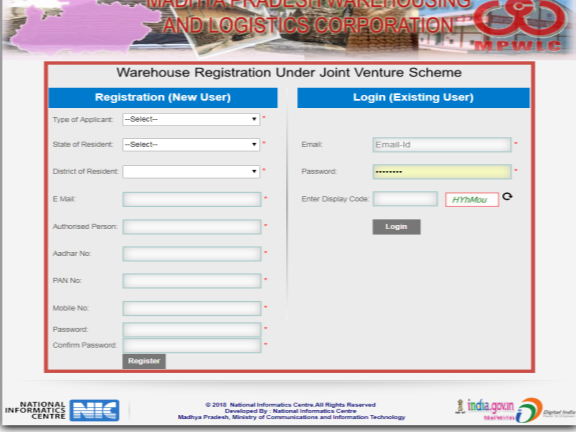 MADHYA PRADESH WAREHOUSING
AND LOGISTICS CORPORATION
MPWLC
Warehouse Registration Under Joint Venture Scheme
Registration (New User)
Type of Applicant: --Select-- *
State of Resident: --Select-- *
District of Resident: *
E Mail: *
Authorised Person: *
Aadhar No: *
PAN No: *
Mobile No: *
Password: *
Confirm Password: *
Register
Login (Existing User)
Email: Email-Id *
Password: •••••••• *
Enter Display Code: HYhMou
Login
NATIONAL
INFORMATICS
CENTRE
NIC
© 2018 National Informatics Centre.All Rights Reserved
Developed By : National Informatics Centre
Madhya Pradesh, Ministry of Communications and Information Technology
india.gov.in
Digital India